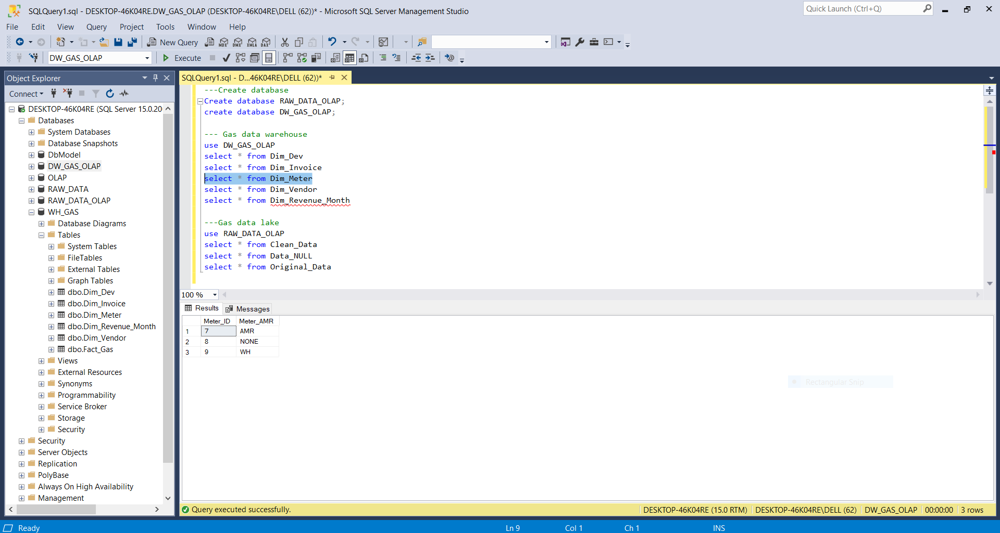 SQLQuery1.sql - DESKTOP-46K04RE.DW_GAS_OLAP (DESKTOP-46K04RE\DELL (62))* - Microsoft SQL Server Management Studio
Quick Launch (Ctrl+Q)
File Edit View Query Project Tools Window Help
New Query MDX DMX XMLA DAX
DW_GAS_OLAP Execute
Object Explorer
Connect
DESKTOP-46K04RE (SQL Server 15.0.20
Databases
System Databases
Database Snapshots
DbModel
DW_GAS_OLAP
OLAP
RAW_DATA
RAW_DATA_OLAP
WH_GAS
Database Diagrams
Tables
System Tables
FileTables
External Tables
Graph Tables
dbo.Dim_Dev
dbo.Dim_Invoice
dbo.Dim_Meter
dbo.Dim_Revenue_Month
dbo.Dim_Vendor
dbo.Fact_Gas
Views
External Resources
Synonyms
Programmability
Service Broker
Storage
Security
Security
Server Objects
Replication
PolyBase
Always On High Availability
Management
SQLQuery1.sql - D...46K04RE\DELL (62))*
---Create database
Create database RAW_DATA_OLAP;
create database DW_GAS_OLAP;
--- Gas data warehouse
use DW_GAS_OLAP
select * from Dim_Dev
select * from Dim_Invoice
select * from Dim_Meter
select * from Dim_Vendor
select * from Dim_Revenue_Month
---Gas data lake
use RAW_DATA_OLAP
select * from Clean_Data
select * from Data_NULL
select * from Original_Data
100 %
Results Messages
Meter_ID Meter_AMR
1 7 AMR
2 8 NONE
3 9 WH
Rectangular Snip
Query executed successfully. DESKTOP-46K04RE (15.0 RTM) DESKTOP-46K04RE\DELL (62) DW_GAS_OLAP 00:00:00 3 rows
Ready Ln 9 Col 1 Ch 1 INS